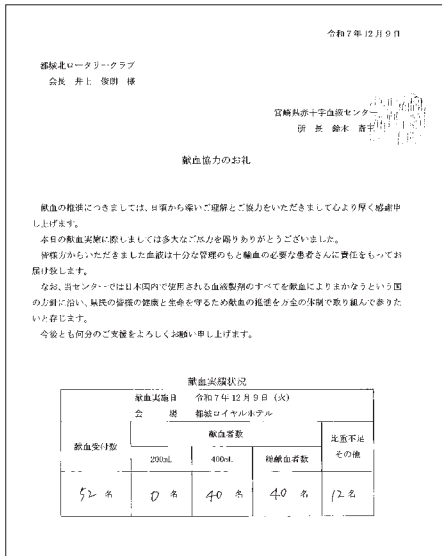 令和7年12月9日
都城北ロータリークラブ
会長 井上 俊朗 様
宮崎県赤十字血液センター
所 長 鈴木 斎王
献血協力のお礼
献血の推進につきましては、日頃から深いご理解とご協力をいただきまして心より厚く感謝申
し上げます。
本日の献血実施に際しましては多大なご尽力を賜りありがとうございました。
皆様方からいただきました血液は十分な管理のもと輸血の必要な患者さんに責任をもってお
届け致します。
なお、当センターでは日本国内で使用される血液製剤のすべてを献血によりまかなうという国
の方針に沿い、県民の皆様の健康と生命を守るため献血の推進を万全の体制で取り組んで参りた
いと存じます。
今後とも何分のご支援をよろしくお願い申し上げます。
献血実績状況
献血実施日 令和7年12月9日（火）
会 場 都城ロイヤルホテル
献血受付数 献血者数 比重不足
その他
200mL 400mL 総献血者数
52 名 0 名 40 名 40 名 12 名